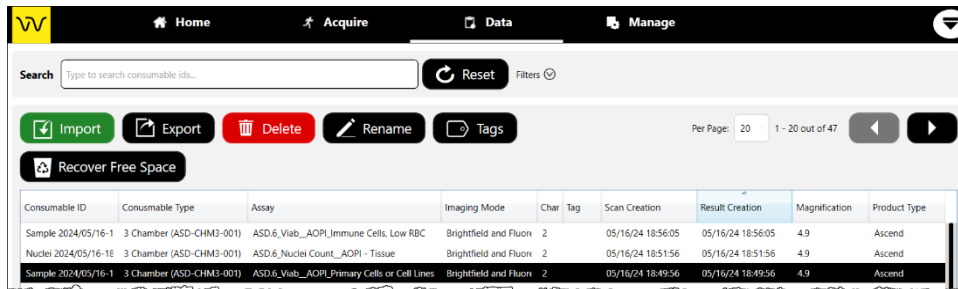 Home Acquire Data Manage
Search Type to search consumable ids... Reset Filters
Import Export Delete Rename Tags Per Page: 20 1 - 20 out of 47
Recover Free Space
Consumable ID Conusmable Type Assay Imaging Mode Char Tag Scan Creation Result Creation Magnification Product Type
Sample 2024/05/16-1 3 Chamber (ASD-CHM3-001) ASD.6_Viab__AOPI_Immune Cells, Low RBC Brightfield and Fluore 2 05/16/24 18:56:05 05/16/24 18:56:05 4.9 Ascend
Nuclei 2024/05/16-18 3 Chamber (ASD-CHM3-001) ASD.6_Nuclei Count__AOPI - Tissue Brightfield and Fluore 2 05/16/24 18:51:56 05/16/24 18:51:56 4.9 Ascend
Sample 2024/05/16-1 3 Chamber (ASD-CHM3-001) ASD.6_Viab__AOPI_Primary Cells or Cell Lines Brightfield and Fluore 2 05/16/24 18:49:56 05/16/24 18:49:56 4.9 Ascend